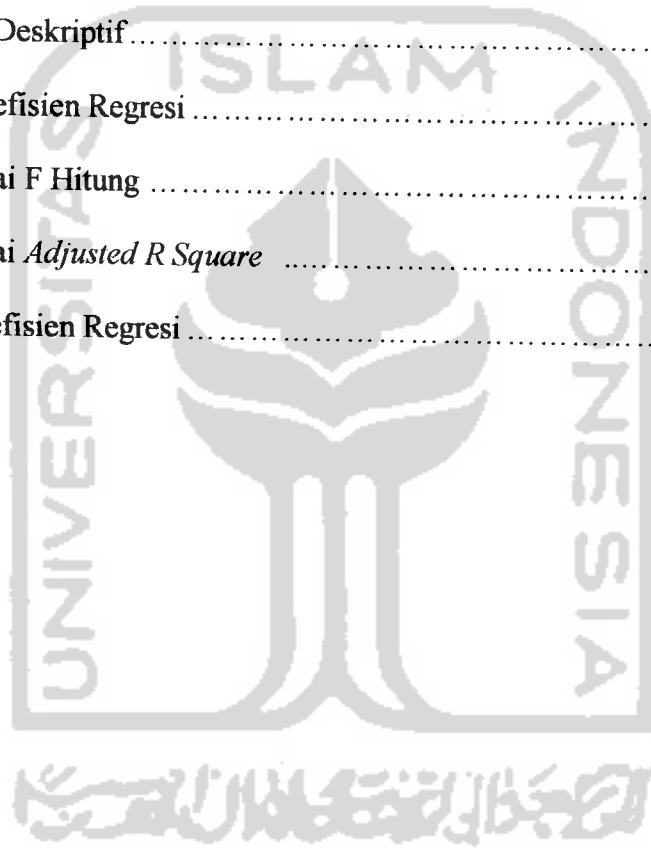 Deskriptif
efisien Regresi
ai F Hitung
ai Adjusted R Square
efisien Regresi
UNIVERSITAS
ISLAM
INDONESIA